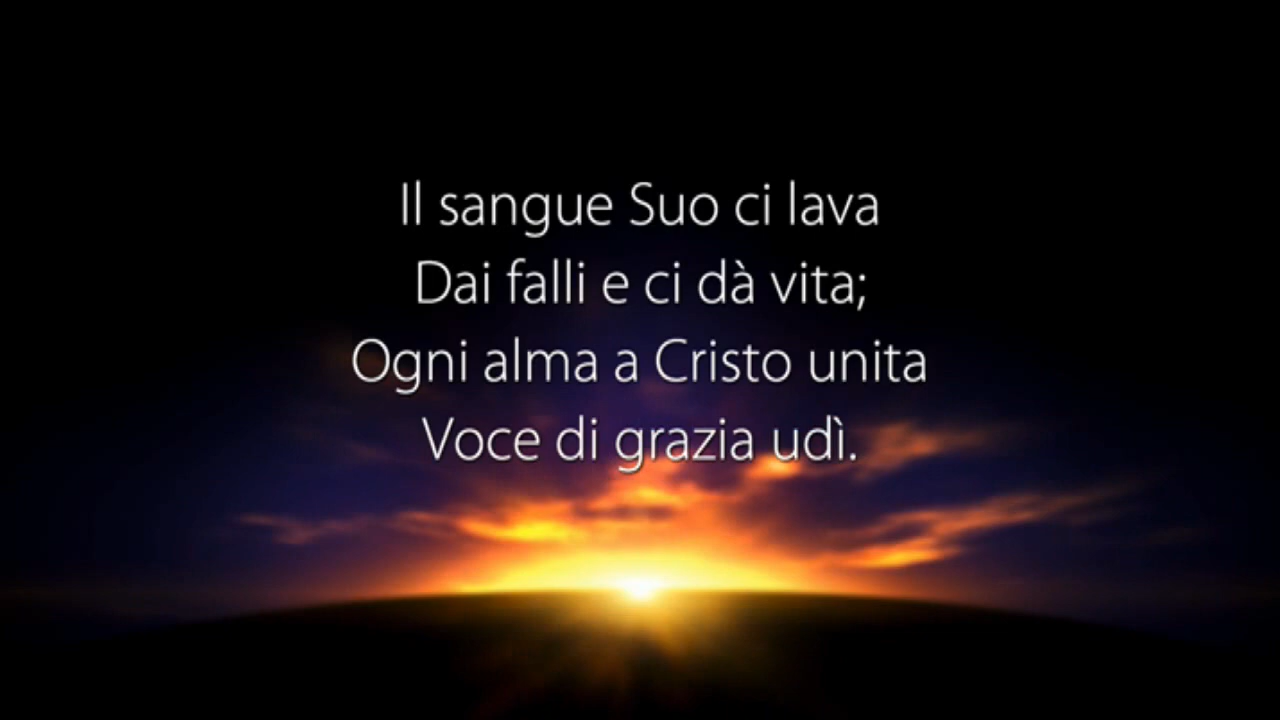 Il sangue Suo ci lava
Dai falli e ci dà vita;
Ogni alma a Cristo unita
Voce di grazia udì.